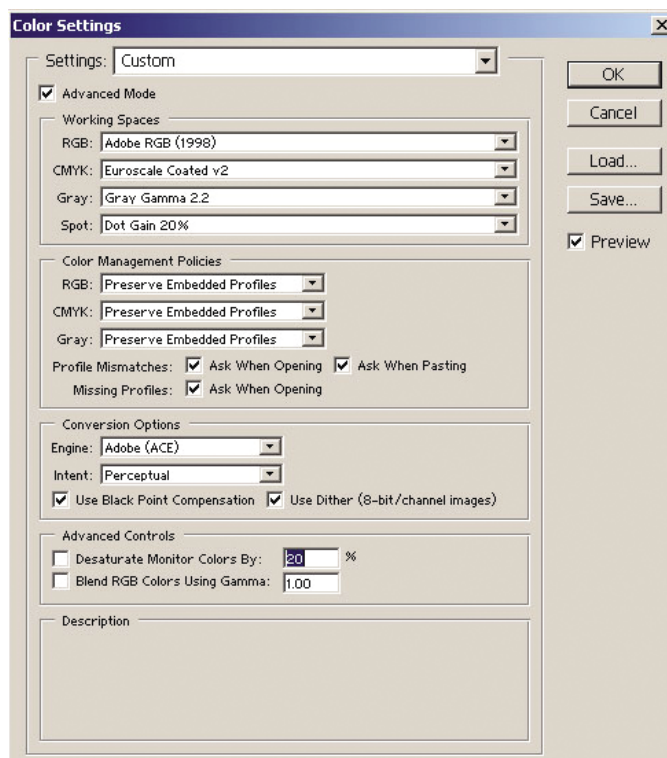 Color Settings
Settings: Custom
OK
Advanced Mode
Cancel
Working Spaces
RGB: Adobe RGB (1998)
CMYK: Euroscale Coated v2
Load...
Gray: Gray Gamma 2.2
Save...
Spot: Dot Gain 20%
Preview
Color Management Policies
RGB: Preserve Embedded Profiles
CMYK: Preserve Embedded Profiles
Gray: Preserve Embedded Profiles
Profile Mismatches: Ask When Opening Ask When Pasting
Missing Profiles: Ask When Opening
Conversion Options
Engine: Adobe (ACE)
Intent: Perceptual
Use Black Point Compensation Use Dither (8-bit/channel images)
Advanced Controls
Desaturate Monitor Colors By: 20 %
Blend RGB Colors Using Gamma: 1.00
Description